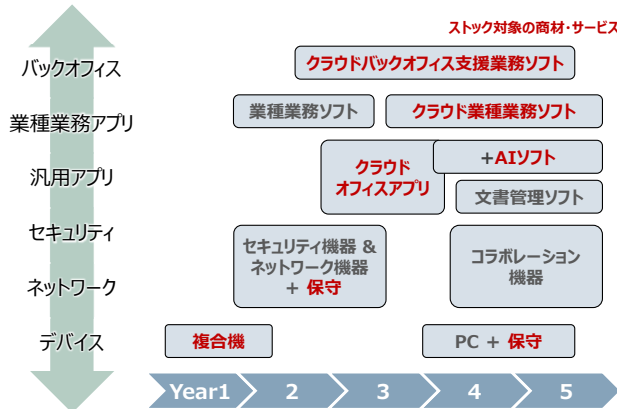 ストック対象の商材・サービス
バックオフィス
クラウドバックオフィス支援業務ソフト
業種業務アプリ
業種業務ソフト
クラウド業種業務ソフト
汎用アプリ
クラウド
オフィスアプリ
+AIソフト
文書管理ソフト
セキュリティ
ネットワーク
セキュリティ機器 &
ネットワーク機器
+ 保守
コラボレーション
機器
デバイス
複合機
PC + 保守
Year1
2
3
4
5